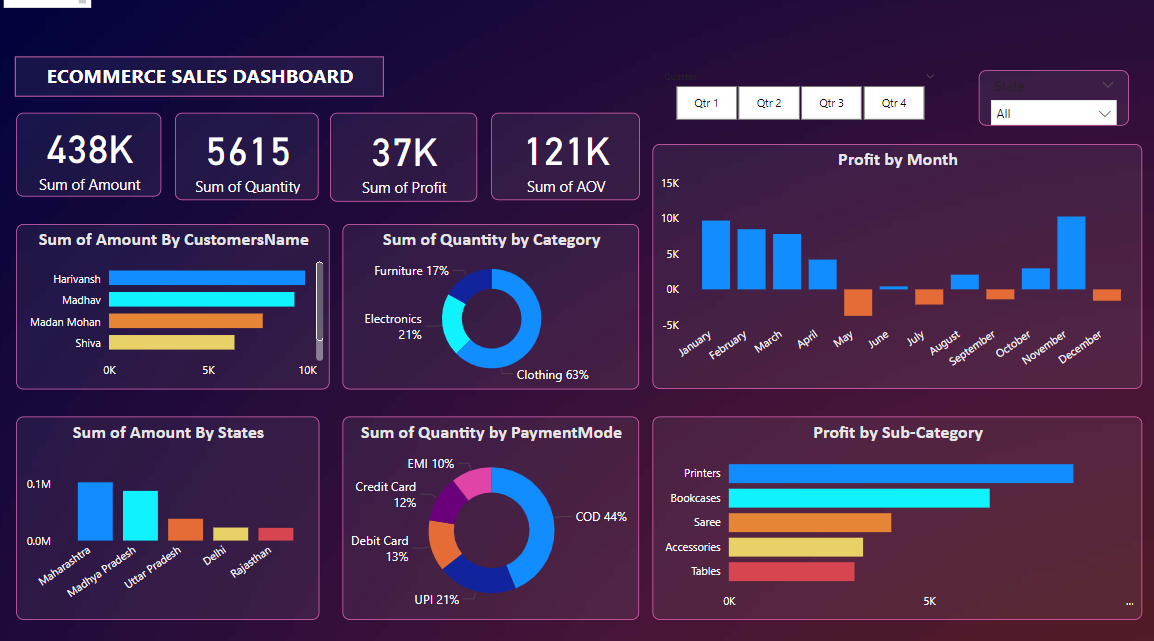 ECOMMERCE SALES DASHBOARD
Quarter
Qtr 1
Qtr 2
Qtr 3
Qtr 4
State
All
438K
Sum of Amount
5615
Sum of Quantity
37K
Sum of Profit
121K
Sum of AOV
Profit by Month
15K
10K
5K
0K
-5K
January
February
March
April
May
June
July
August
September
October
November
December
Sum of Amount By CustomersName
Harivansh
Madhav
Madan Mohan
Shiva
0K
5K
10K
Sum of Quantity by Category
Furniture 17%
Electronics
21%
Clothing 63%
Sum of Amount By States
0.1M
0.0M
Maharashtra
Madhya Pradesh
Uttar Pradesh
Delhi
Rajasthan
Sum of Quantity by PaymentMode
EMI 10%
Credit Card
12%
Debit Card
13%
UPI 21%
COD 44%
Profit by Sub-Category
Printers
Bookcases
Saree
Accessories
Tables
0K
5K
...